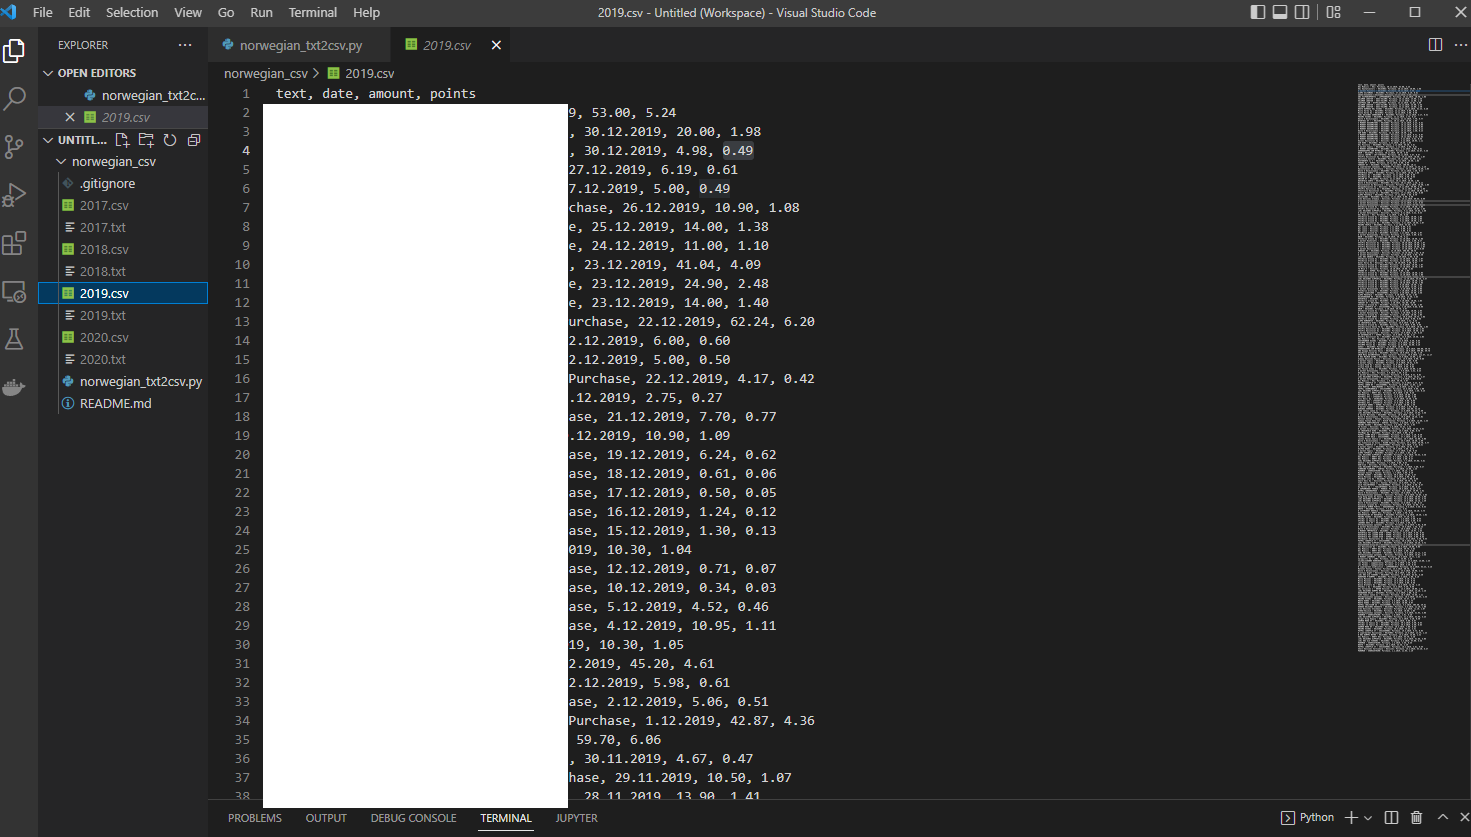 File Edit Selection View Go Run Terminal Help
2019.csv - Untitled (Workspace) - Visual Studio Code
EXPLORER
OPEN EDITORS
norwegian_txt2c...
2019.csv
UNTITL...
norwegian_csv
.gitignore
2017.csv
2017.txt
2018.csv
2018.txt
2019.csv
2019.txt
2020.csv
2020.txt
norwegian_txt2csv.py
README.md
norwegian_txt2csv.py 2019.csv
norwegian_csv > 2019.csv
1 text, date, amount, points
2 9, 53.00, 5.24
3 , 30.12.2019, 20.00, 1.98
4 , 30.12.2019, 4.98, 0.49
5 27.12.2019, 6.19, 0.61
6 7.12.2019, 5.00, 0.49
7 chase, 26.12.2019, 10.90, 1.08
8 e, 25.12.2019, 14.00, 1.38
9 e, 24.12.2019, 11.00, 1.10
10 , 23.12.2019, 41.04, 4.09
11 e, 23.12.2019, 24.90, 2.48
12 e, 23.12.2019, 14.00, 1.40
13 urchase, 22.12.2019, 62.24, 6.20
14 2.12.2019, 6.00, 0.60
15 2.12.2019, 5.00, 0.50
16 Purchase, 22.12.2019, 4.17, 0.42
17 .12.2019, 2.75, 0.27
18 ase, 21.12.2019, 7.70, 0.77
19 .12.2019, 10.90, 1.09
20 ase, 19.12.2019, 6.24, 0.62
21 ase, 18.12.2019, 0.61, 0.06
22 ase, 17.12.2019, 0.50, 0.05
23 ase, 16.12.2019, 1.24, 0.12
24 ase, 15.12.2019, 1.30, 0.13
25 019, 10.30, 1.04
26 ase, 12.12.2019, 0.71, 0.07
27 ase, 10.12.2019, 0.34, 0.03
28 ase, 5.12.2019, 4.52, 0.46
29 ase, 4.12.2019, 10.95, 1.11
30 19, 10.30, 1.05
31 2.2019, 45.20, 4.61
32 2.12.2019, 5.98, 0.61
33 ase, 2.12.2019, 5.06, 0.51
34 Purchase, 1.12.2019, 42.87, 4.36
35 59.70, 6.06
36 , 30.11.2019, 4.67, 0.47
37 hase, 29.11.2019, 10.50, 1.07
38 28.11.2019, 13.90, 1.41
PROBLEMS OUTPUT DEBUG CONSOLE TERMINAL JUPYTER
Python